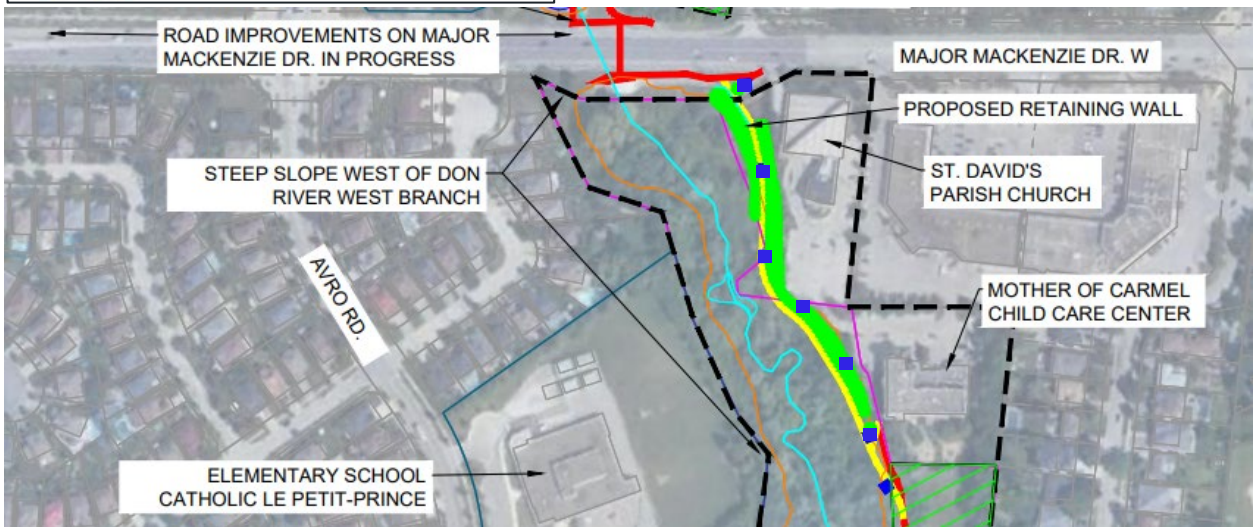 ROAD IMPROVEMENTS ON MAJOR
MACKENZIE DR. IN PROGRESS
MAJOR MACKENZIE DR. W
PROPOSED RETAINING WALL
STEEP SLOPE WEST OF DON
RIVER WEST BRANCH
ST. DAVID'S
PARISH CHURCH
AVRO RD.
MOTHER OF CARMEL
CHILD CARE CENTER
ELEMENTARY SCHOOL
CATHOLIC LE PETIT-PRINCE